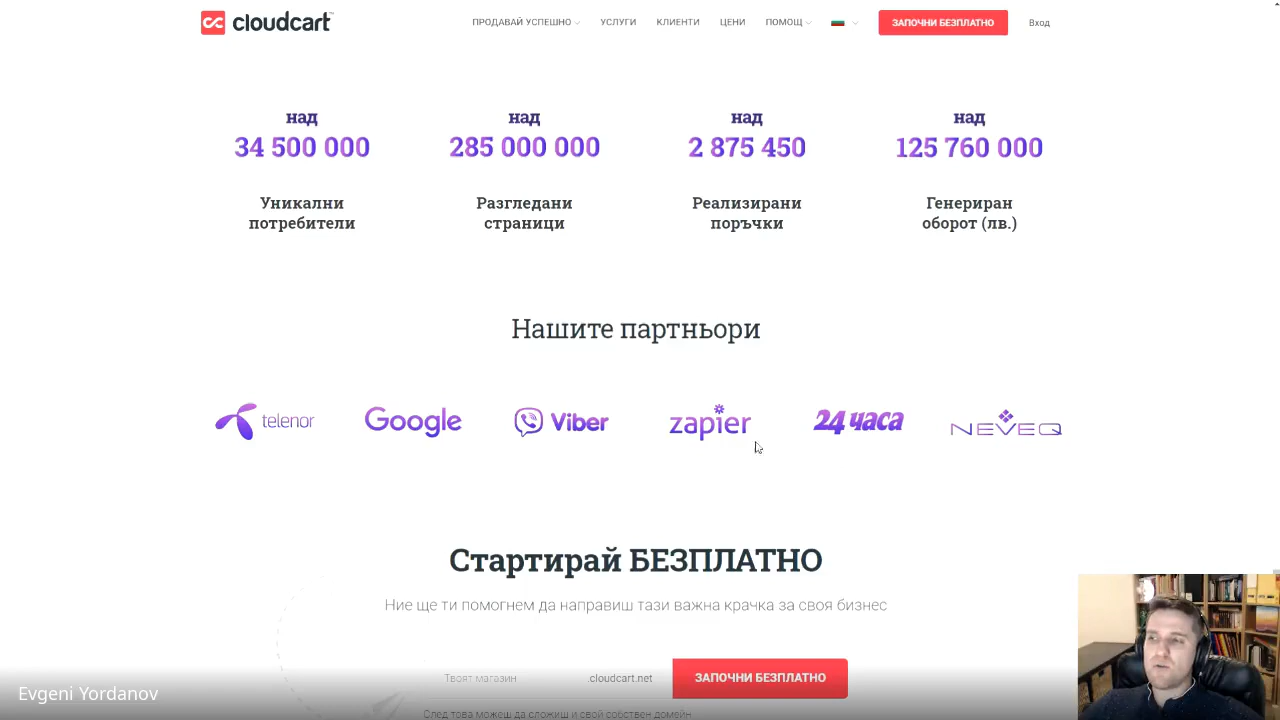 cloudcart™
ПРОДАВАЙ УСПЕШНО УСЛУГИ КЛИЕНТИ ЦЕНИ ПОМОЩ ЗАПОЧНИ БЕЗПЛАТНО Вход
над над над над
34 500 000 285 000 000 2 875 450 125 760 000
Уникални Разгледани Реализирани Генериран
потребители страници поръчки оборот (лв.)
Нашите партньори
telenor Google Viber zapier 24 часа NEVEQ
Стартирай БЕЗПЛАТНО
Ние ще ти помогнем да направиш тази важна крачка за своя бизнес
Твоят магазин .cloudcart.net ЗАПОЧНИ БЕЗПЛАТНО
Evgeni Yordanov
След това можеш да сложиш и свой собствен домейн